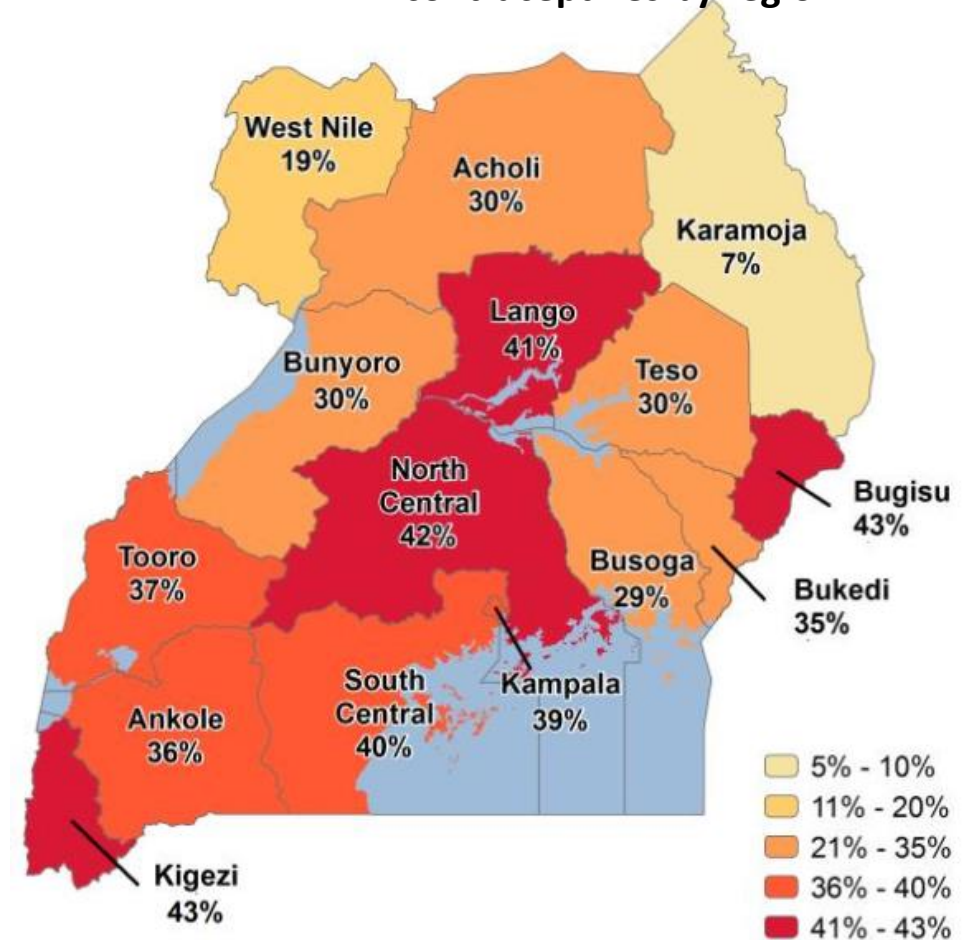 West Nile
19%
Acholi
30%
Karamoja
7%
Lango
41%
Bunyoro
30%
Teso
30%
North
Central
42%
Bugisu
43%
Tooro
37%
Busoga
29%
Bukedi
35%
South
Central
40%
Kampala
39%
Ankole
36%
Kigezi
43%
5% - 10%
11% - 20%
21% - 35%
36% - 40%
41% - 43%